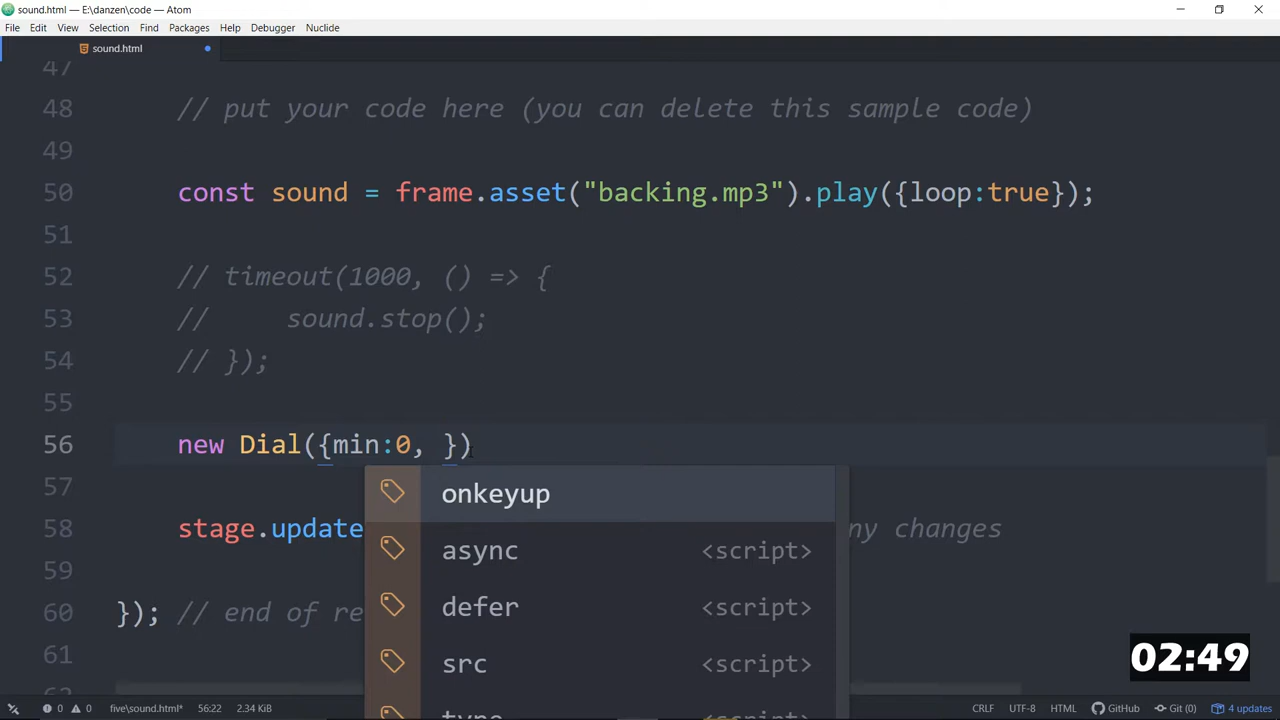 sound.html — E:\danzen\code — Atom
File Edit View Selection Find Packages Help Debugger Nuclide
sound.html
47
48 // put your code here (you can delete this sample code)
49
50 const sound = frame.asset("backing.mp3").play({loop:true});
51
52 // timeout(1000, () => {
53 //     sound.stop();
54 // });
55
56 new Dial({min:0, })
onkeyup
57
async <script>
58 stage.update ny changes
59
defer <script>
60 }); // end of re
61
src <script>
02:49
0 0 five\sound.html* 56:22 2.34 KiB CRLF UTF-8 HTML GitHub Git (0) 4 updates